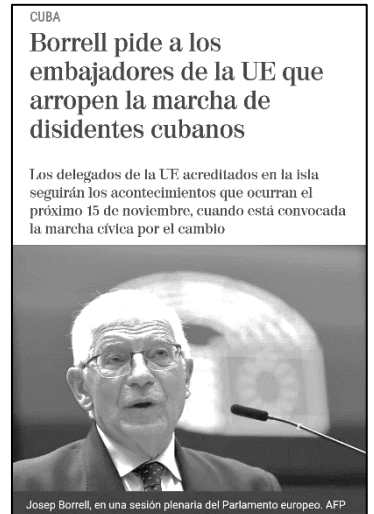 CUBA
Borrell pide a los
embajadores de la UE que
arropen la marcha de
disidentes cubanos
Los delegados de la UE acreditados en la isla
seguirán los acontecimientos que ocurran el
próximo 15 de noviembre, cuando está convocada
la marcha cívica por el cambio
Josep Borrell, en una sesión plenaria del Parlamento europeo. AFP